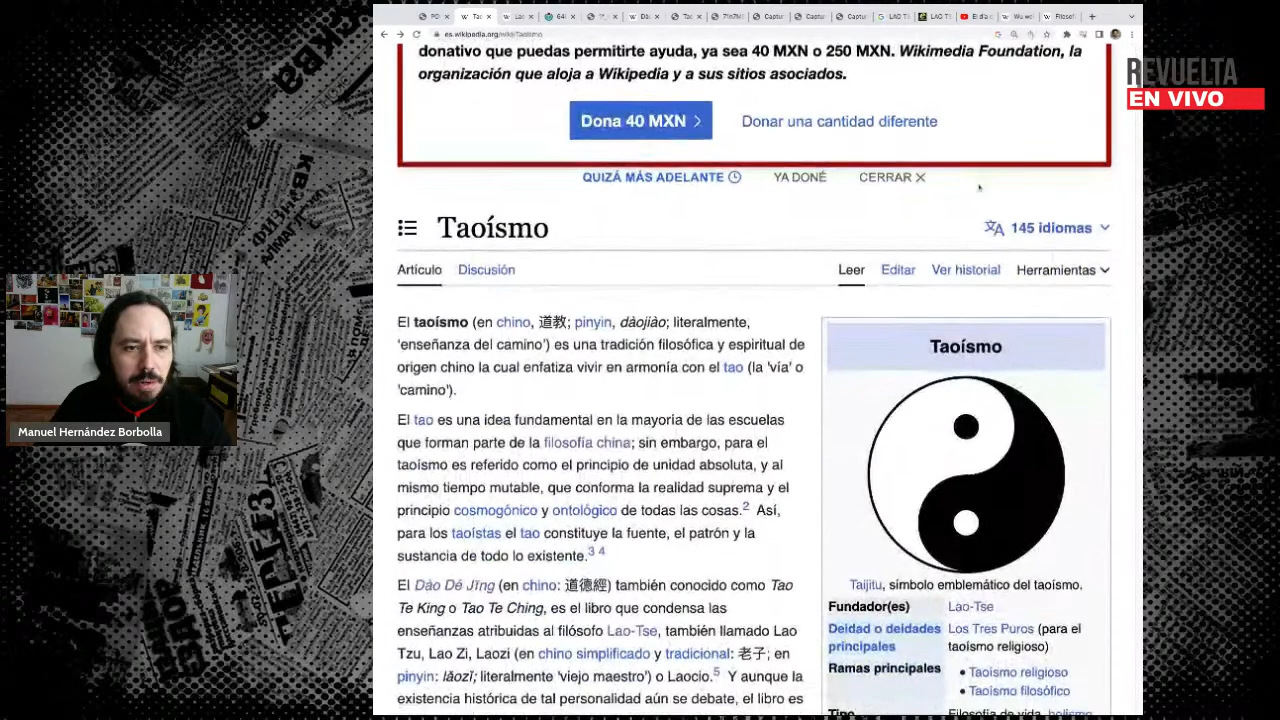 es.wikipedia.org/wiki/Taoísmo
REVUELTA
EN VIVO
donativo que puedas permitirte ayuda, ya sea 40 MXN o 250 MXN. Wikimedia Foundation, la
organización que aloja a Wikipedia y a sus sitios asociados.
Dona 40 MXN
Donar una cantidad diferente
QUIZÁ MÁS ADELANTE
YA DONÉ
CERRAR
Taoísmo
145 idiomas
Artículo
Discusión
Leer
Editar
Ver historial
Herramientas
El taoísmo (en chino, 道教; pinyin, dàojiào; literalmente,
'enseñanza del camino') es una tradición filosófica y espiritual de
origen chino la cual enfatiza vivir en armonía con el tao (la 'vía' o
'camino').
El tao es una idea fundamental en la mayoría de las escuelas
que forman parte de la filosofía china; sin embargo, para el
taoísmo es referido como el principio de unidad absoluta, y al
mismo tiempo mutable, que conforma la realidad suprema y el
principio cosmogónico y ontológico de todas las cosas.2 Así,
para los taoístas el tao constituye la fuente, el patrón y la
sustancia de todo lo existente.3 4
El Dào Dé Jīng (en chino: 道德經) también conocido como Tao
Te King o Tao Te Ching, es el libro que condensa las
enseñanzas atribuidas al filósofo Lao-Tse, también llamado Lao
Tzu, Lao Zi, Laozi (en chino simplificado y tradicional: 老子; en
pinyin: lǎozǐ; literalmente 'viejo maestro') o Laocio.5 Y aunque la
existencia histórica de tal personalidad aún se debate, el libro es
Taoísmo
Taijitu, símbolo emblemático del taoísmo.
Fundador(es) Lao-Tse
Deidad o deidades principales Los Tres Puros (para el taoísmo religioso)
Ramas principales
Taoísmo religioso
Taoísmo filosófico
Tipo Filosofía de vida, holismo
Manuel Hernández Borbolla